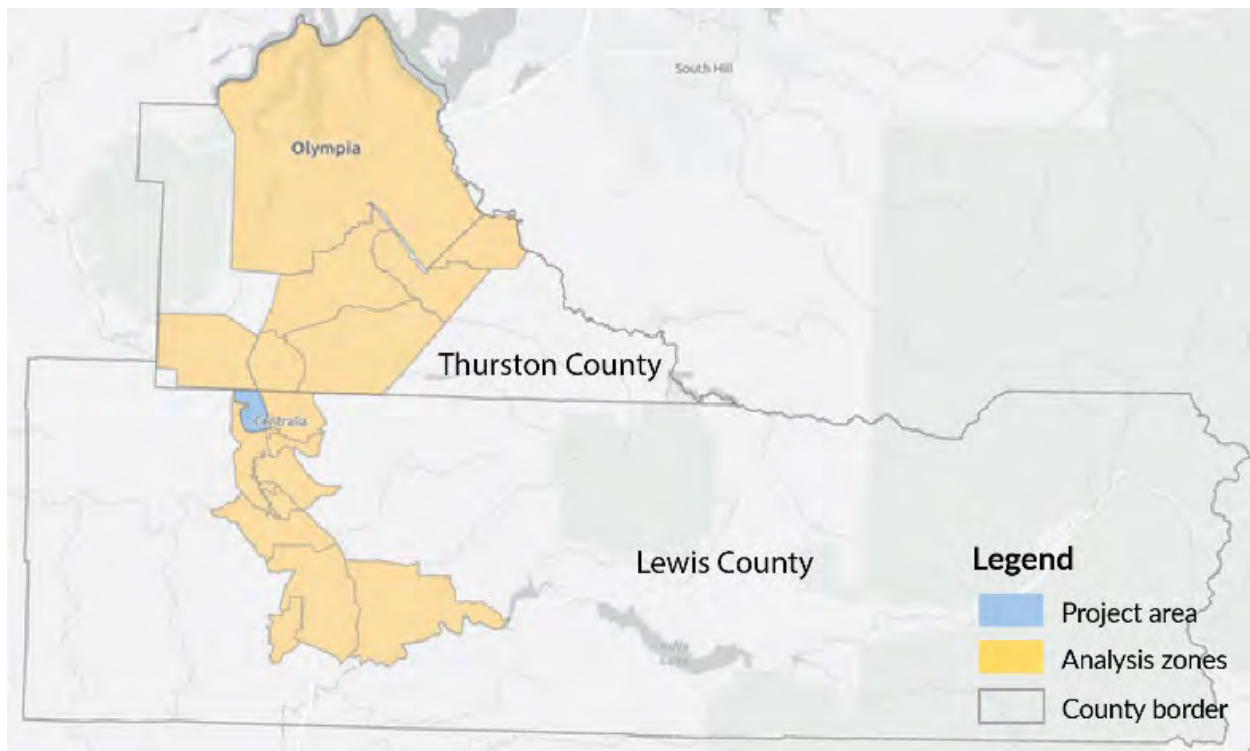 South Hill
Olympia
Thurston County
Centralia
Lewis County
Legend
Project area
Analysis zones
County border